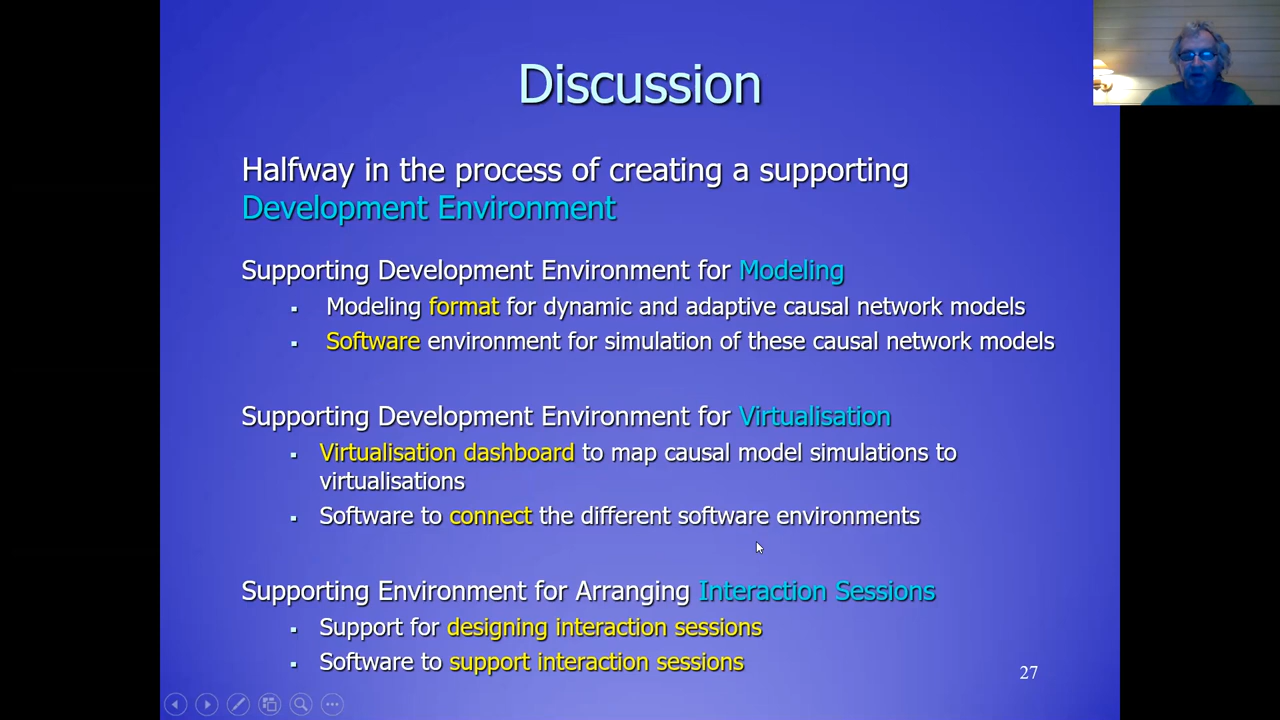 Discussion
Halfway in the process of creating a supporting
Development Environment
Supporting Development Environment for Modeling
▪ Modeling format for dynamic and adaptive causal network models
▪ Software environment for simulation of these causal network models
Supporting Development Environment for Virtualisation
▪ Virtualisation dashboard to map causal model simulations to
virtualisations
▪ Software to connect the different software environments
Supporting Environment for Arranging Interaction Sessions
▪ Support for designing interaction sessions
▪ Software to support interaction sessions
27